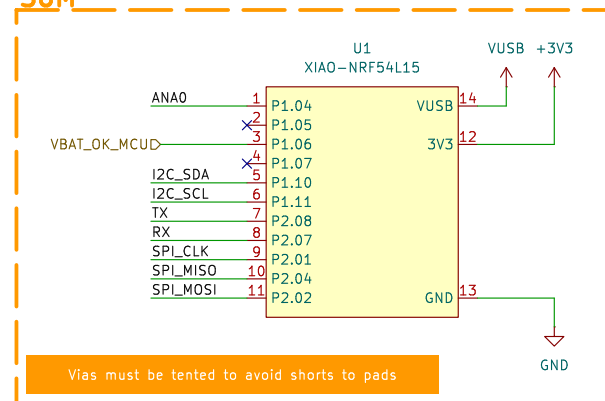 SOM
U1
XIAO-NRF54L15
VUSB +3V3
ANA0 1 P1.04 VUSB 14
2 P1.05
VBAT_OK_MCU 3 P1.06 3V3 12
4 P1.07
I2C_SDA 5 P1.10
I2C_SCL 6 P1.11
TX 7 P2.08
RX 8 P2.07
SPI_CLK 9 P2.01
SPI_MISO 10 P2.04
SPI_MOSI 11 P2.02 GND 13
GND
Vias must be tented to avoid shorts to pads